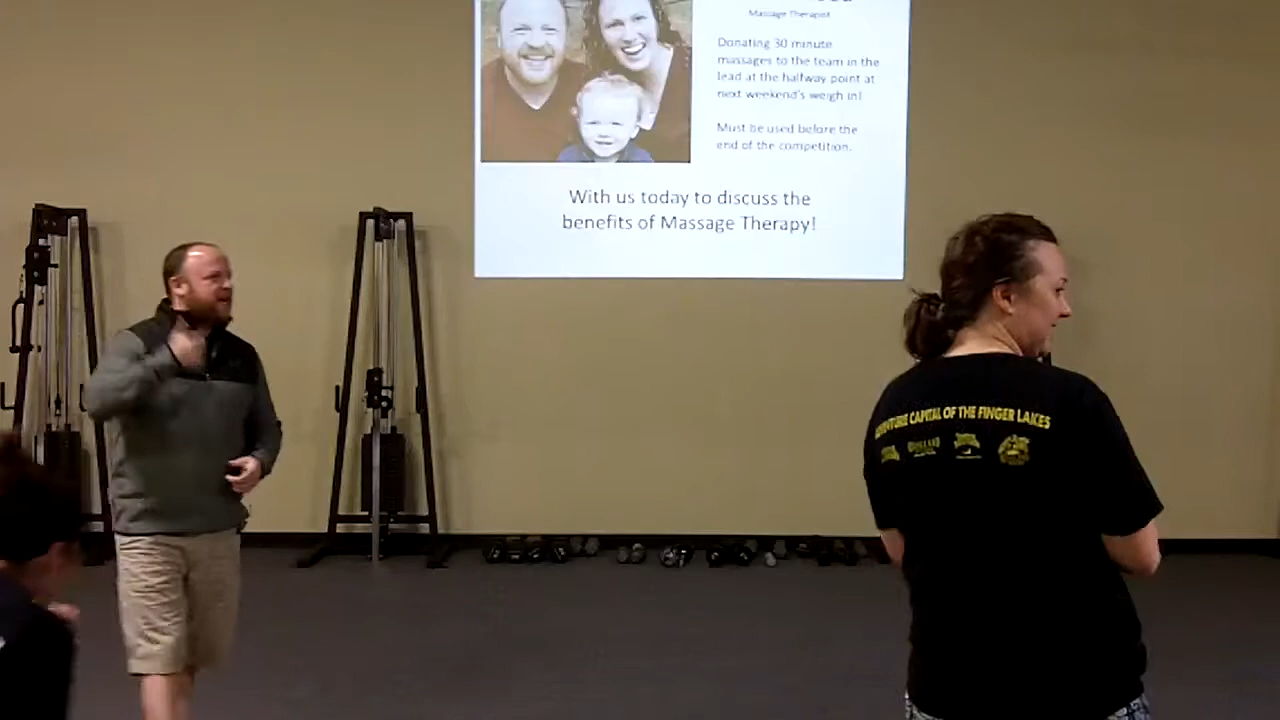 Massage Therapist
Donating 30 minute
massages to the team in the
lead at the halfway point at
next weekend's weigh in!
Must be used before the
end of the competition.
With us today to discuss the
benefits of Massage Therapy!
ADVENTURE CAPITAL OF THE FINGER LAKES